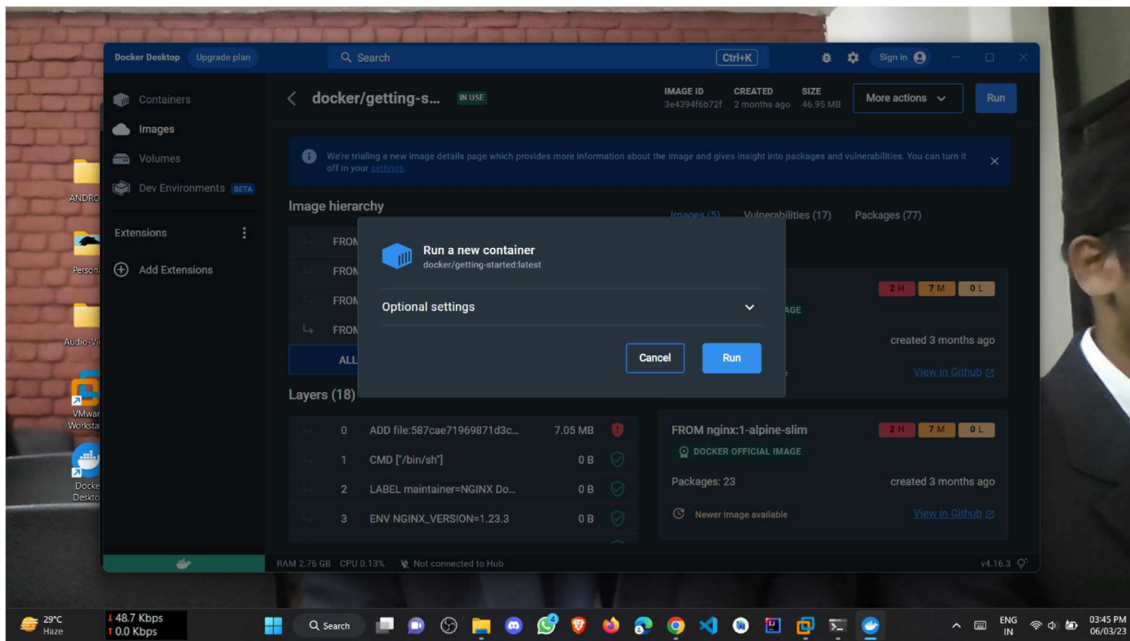 Docker Desktop Upgrade plan
Search
Ctrl+K
Sign in
Containers
Images
Volumes
Dev Environments BETA
Extensions
Add Extensions
docker/getting-s... IN USE
IMAGE ID CREATED SIZE
3e4394f6b72f 2 months ago 46.95 MB
More actions
Run
We're trialing a new image details page which provides more information about the image and gives insight into packages and vulnerabilities. You can turn it
off in your settings.
Image hierarchy
Images (5) Vulnerabilities (17) Packages (77)
FROM
FROM
FROM
FROM
ALL
Run a new container
docker/getting-started:latest
Optional settings
Cancel Run
2 H 7 M 0 L
created 3 months ago
View in Github
Layers (18)
0 ADD file:587cae71969871d3c... 7.05 MB
1 CMD ["/bin/sh"] 0 B
2 LABEL maintainer=NGINX Do... 0 B
3 ENV NGINX_VERSION=1.23.3 0 B
FROM nginx:1-alpine-slim 2 H 7 M 0 L
DOCKER OFFICIAL IMAGE
Packages: 23 created 3 months ago
Newer image available View in Github
RAM 2.76 GB CPU 0.13% Not connected to Hub v4.16.3
ANDRO
Person
Audio-Vi
VMwar
Worksta
Docke
Deskto
29°C
Haze
48.7 Kbps
0.0 Kbps
Search
ENG
IN
03:45 PM
06/03/23